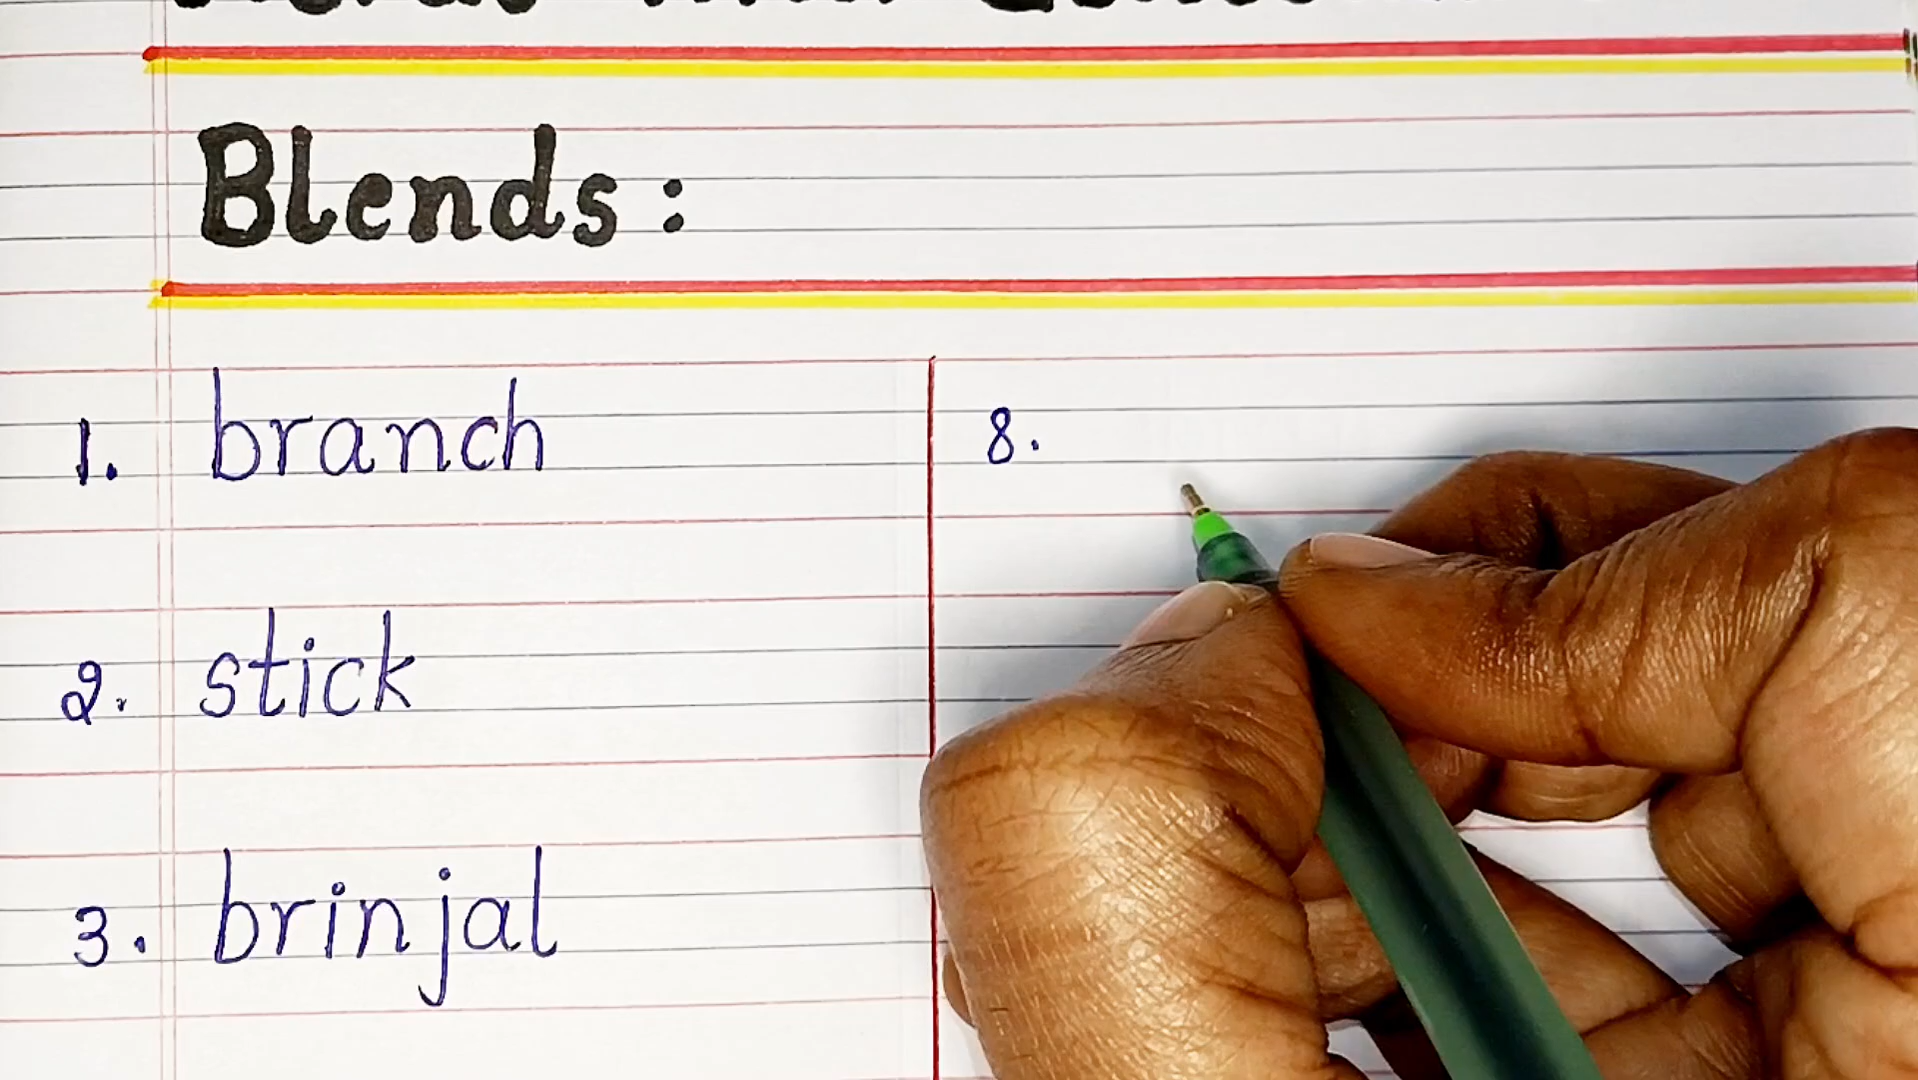 Blends:
1. branch
2. stick
3. brinjal
8.